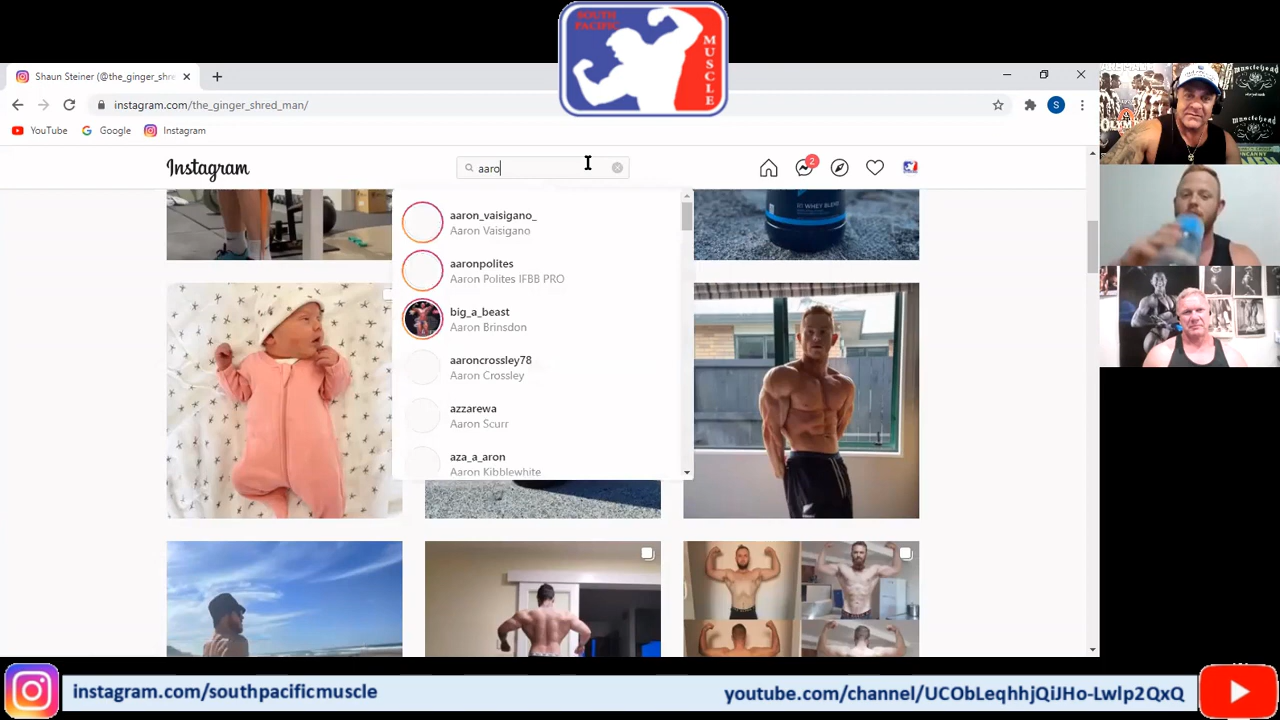 SOUTH
PACIFIC
MUSCLE
Shaun Steiner (@the_ginger_shre
instagram.com/the_ginger_shred_man/
S
YouTube
Google
Instagram
Instagram
aaro
2
aaron_vaisigano_
Aaron Vaisigano
aaronpolites
Aaron Polites IFBB PRO
big_a_beast
Aaron Brinsdon
aaroncrossley78
Aaron Crossley
azzarewa
Aaron Scurr
aza_a_aron
Aaron Kibblewhite
WHEY BLEND
musclehead
instagram.com/southpacificmuscle
youtube.com/channel/UCObLeqhhjQiJHo-Lwlp2QxQ